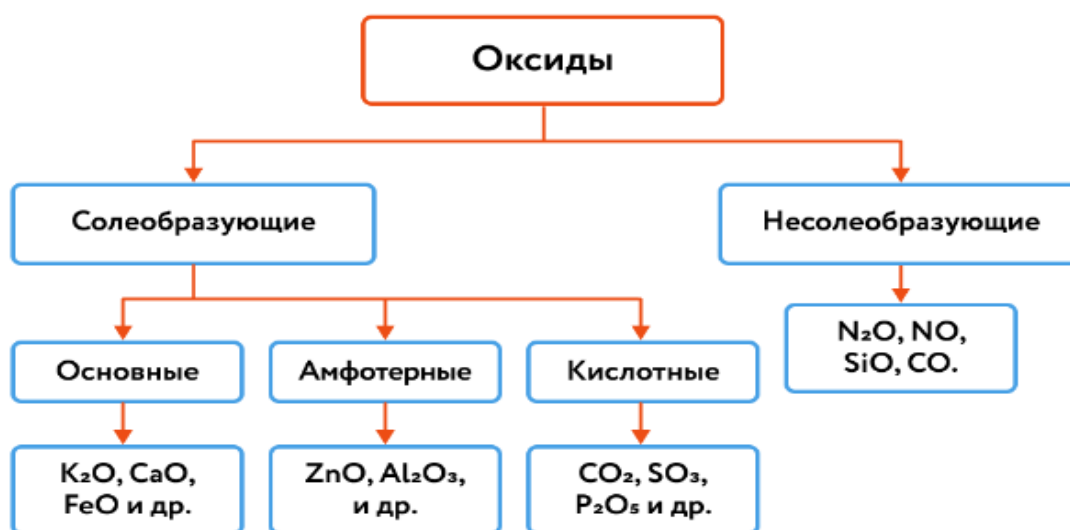 Оксиды
Солеобразующие
Несолеобразующие
N₂O, NO,
SiO, CO.
Основные
Амфотерные
Кислотные
K₂O, CaO,
FeO и др.
ZnO, Al₂O₃,
и др.
CO₂, SO₃,
P₂O₅ и др.